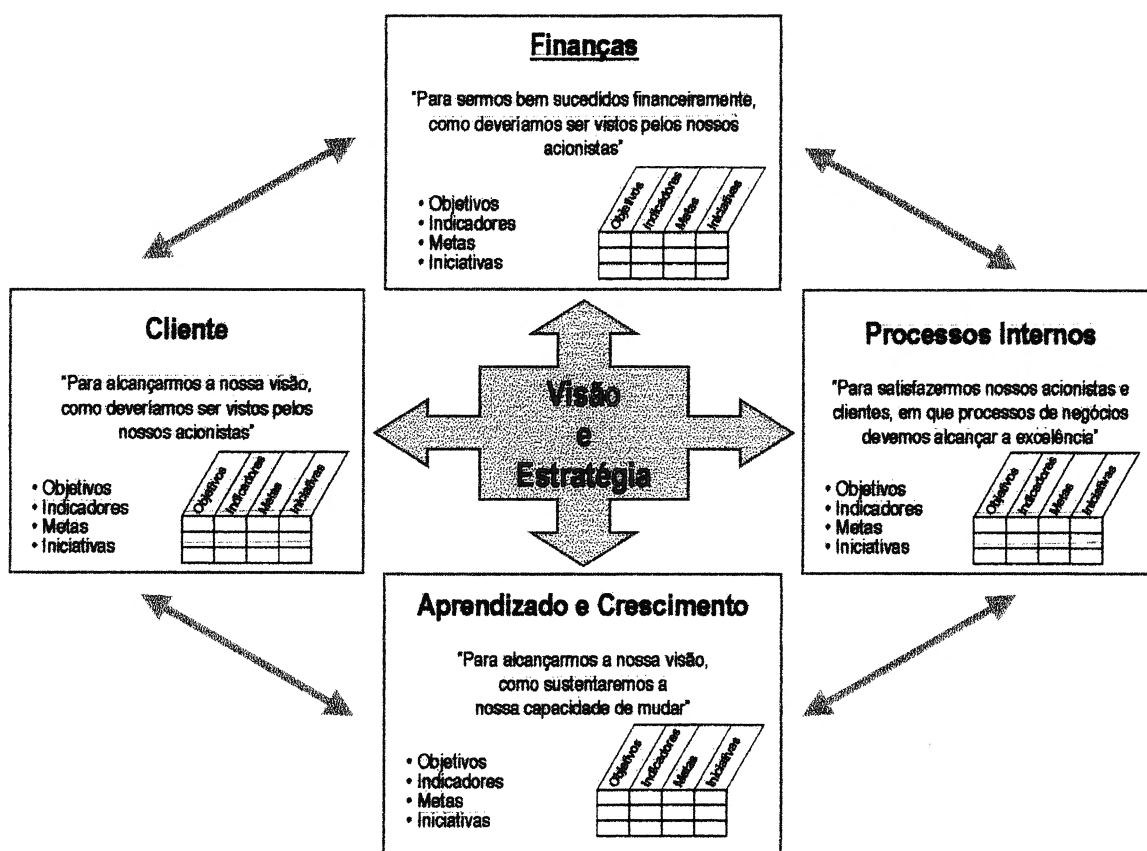 Finanças
"Para sermos bem sucedidos financeiramente,
como deveríamos ser vistos pelos nossos
acionistas"
• Objetivos
• Indicadores
• Metas
• Iniciativas
Objetivos
Indicadores
Metas
Iniciativas
Cliente
"Para alcançarmos a nossa visão,
como deveríamos ser vistos pelos
nossos acionistas"
• Objetivos
• Indicadores
• Metas
• Iniciativas
Objetivos
Indicadores
Metas
Iniciativas
Visão
e
Estratégia
Processos Internos
"Para satisfazermos nossos acionistas e
clientes, em que processos de negócios
devemos alcançar a excelência"
• Objetivos
• Indicadores
• Metas
• Iniciativas
Objetivos
Indicadores
Metas
Iniciativas
Aprendizado e Crescimento
"Para alcançarmos a nossa visão,
como sustentaremos a
nossa capacidade de mudar"
• Objetivos
• Indicadores
• Metas
• Iniciativas
Objetivos
Indicadores
Metas
Iniciativas